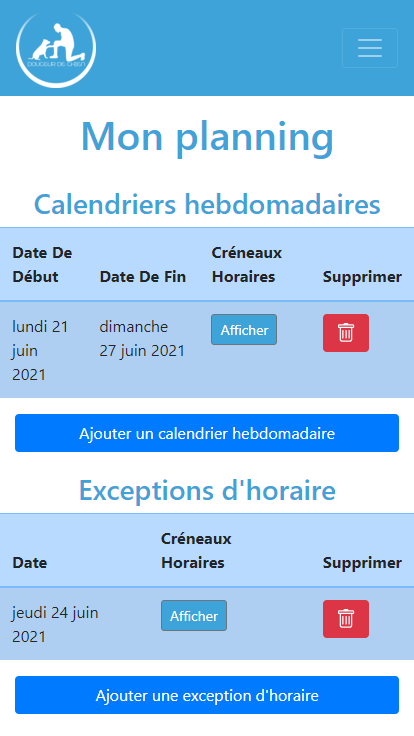 DOUCEUR DE CHIEN
Mon planning
Calendriers hebdomadaires
Date De Début
Date De Fin
Créneaux Horaires
Supprimer
lundi 21 juin 2021
dimanche 27 juin 2021
Afficher
Ajouter un calendrier hebdomadaire
Exceptions d'horaire
Date
Créneaux Horaires
Supprimer
jeudi 24 juin 2021
Afficher
Ajouter une exception d'horaire